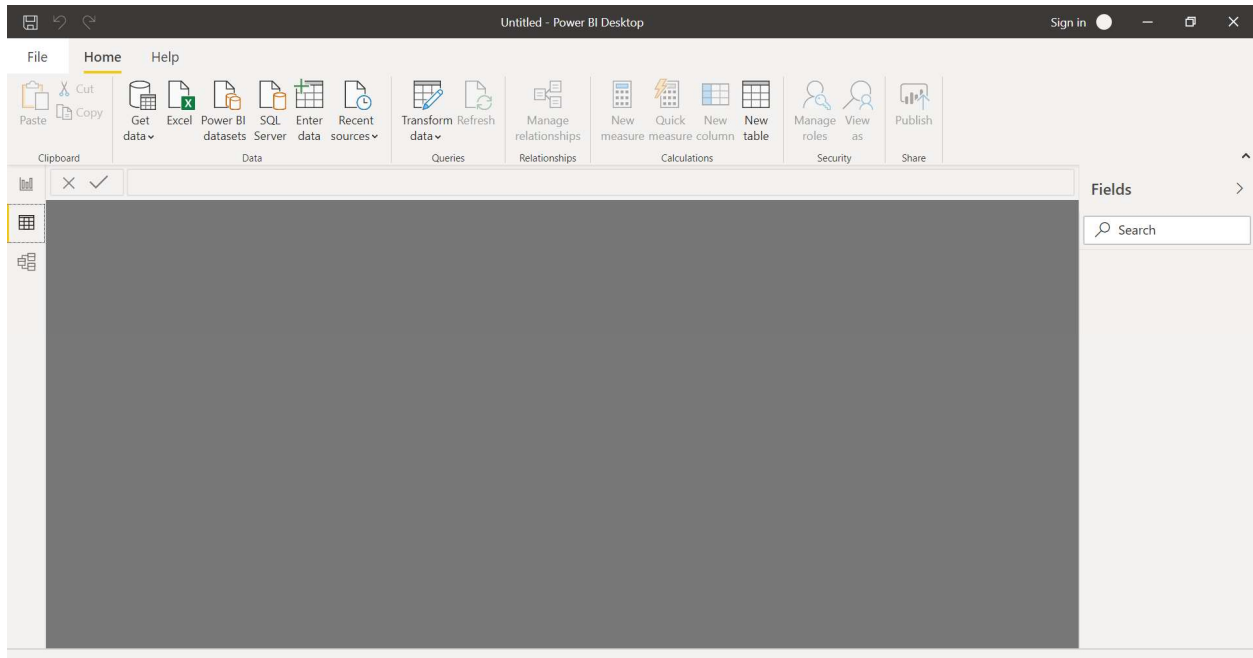 Untitled - Power BI Desktop
Sign in
File Home Help
Paste
Cut
Copy
Get data
Excel
Power BI datasets
SQL Server
Enter data
Recent sources
Transform data
Refresh
Manage relationships
New measure
Quick measure
New column
New table
Manage roles
View as
Publish
Clipboard
Data
Queries
Relationships
Calculations
Security
Share
Fields
Search